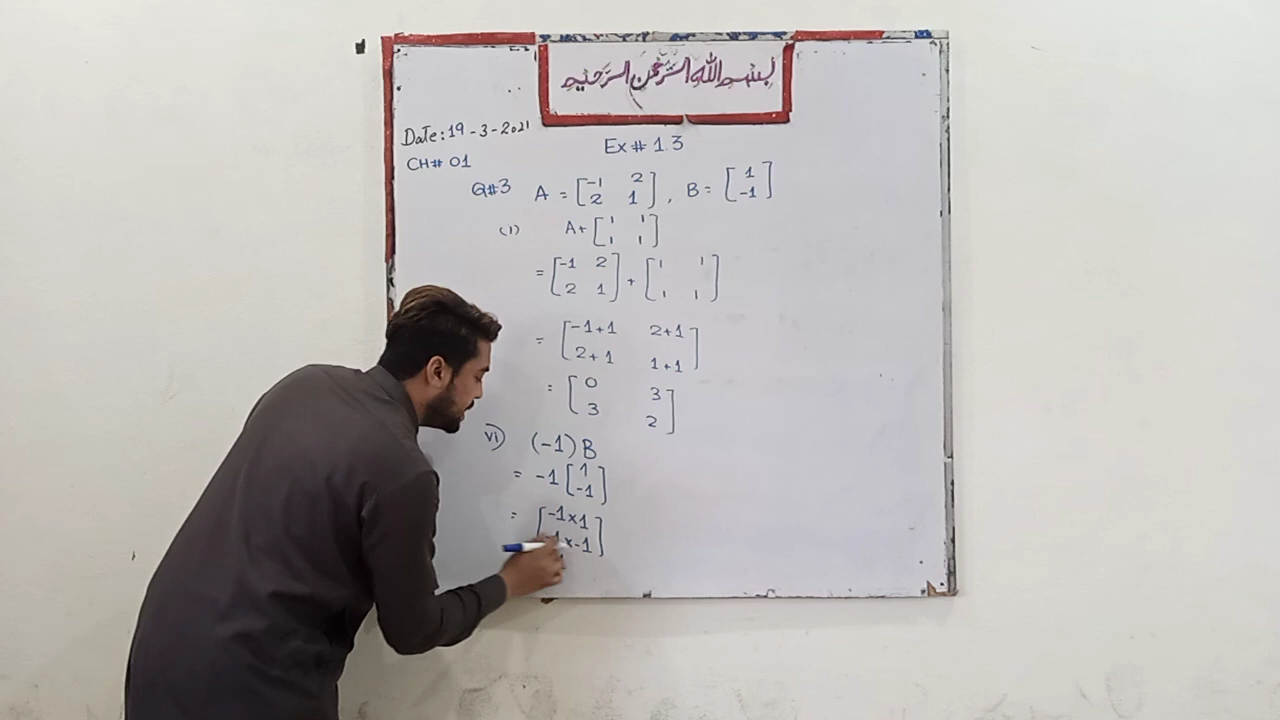 بسم الله الرحمن الرحيم
Date: 19-3-2021
Ex# 1.3
CH# 01
Q#3 A = [-1 2
2 1], B = [1
-1]
(i) A+ [1 1
1 1]
= [-1 2
2 1] + [1 1
1 1]
= [-1+1 2+1
2+1 1+1]
= [0 3
3 2]
vi) (-1) B
= -1 [1
-1]
= [-1×1
-1×-1]